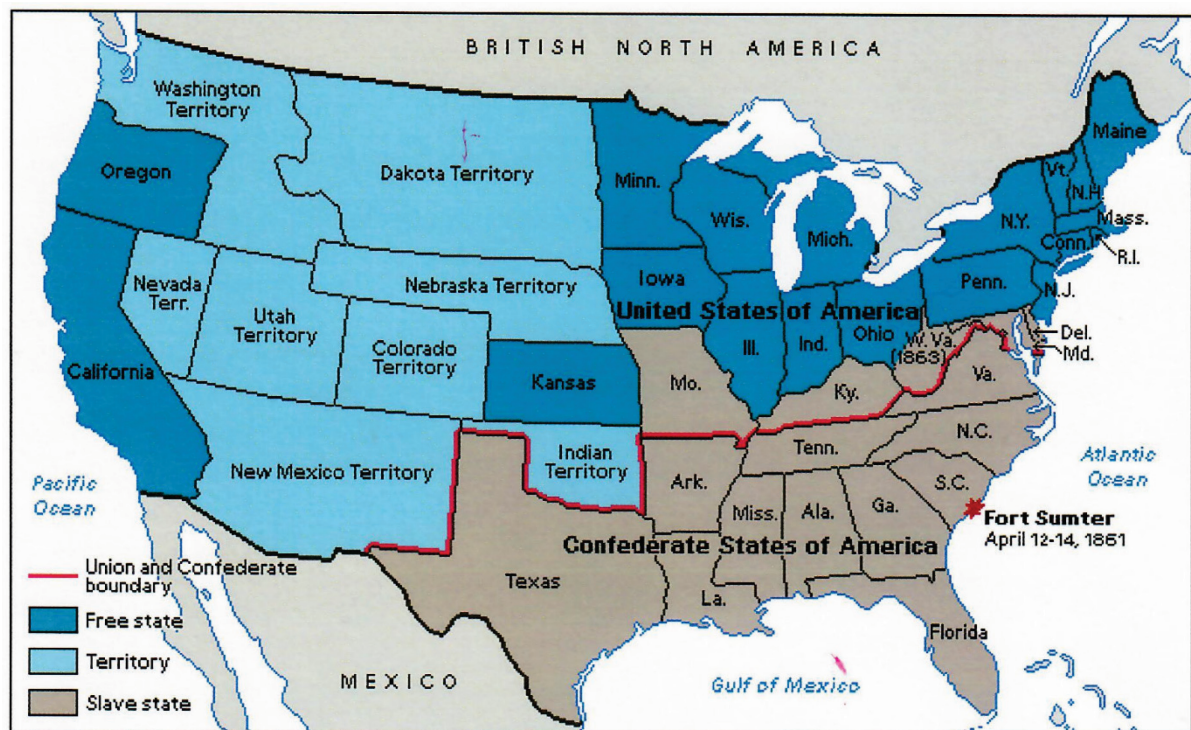 BRITISH NORTH AMERICA
Washington
Territory
Oregon
Dakota Territory
Minn.
Wis.
Mich.
Maine
Vt.
N.H.
N.Y.
Mass.
Conn.
R.I.
Nevada
Terr.
Utah
Territory
Nebraska Territory
Iowa
Penn.
N.J.
United States of America
Colorado
Territory
Kansas
Ill.
Ind.
Ohio
W. Va.
(1863)
Del.
Md.
California
Mo.
Ky.
Va.
New Mexico Territory
Indian
Territory
Tenn.
N.C.
Ark.
S.C.
Pacific
Ocean
Atlantic
Ocean
Miss.
Ala.
Ga.
Fort Sumter
April 12-14, 1861
Confederate States of America
Texas
La.
Florida
MEXICO
Gulf of Mexico
Union and Confederate
boundary
Free state
Territory
Slave state